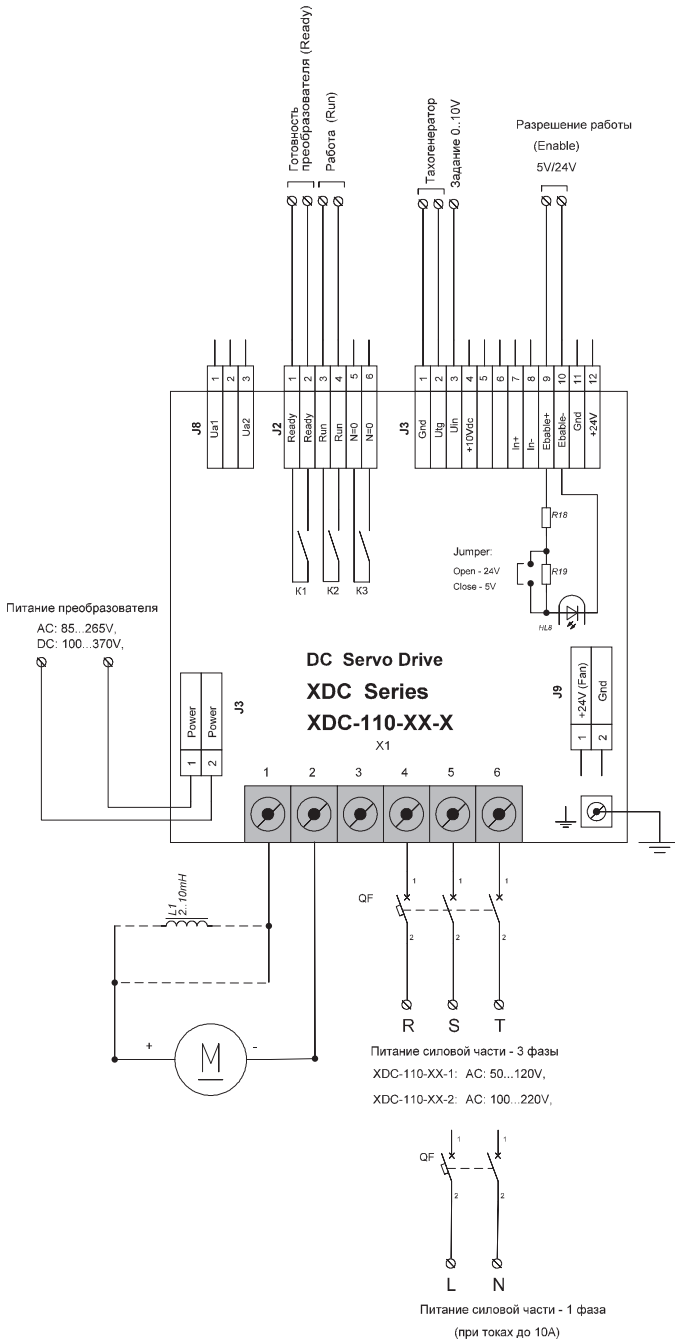 Готовность
преобразователя (Ready)
Работа (Run)
Тахогенератор
Задание 0..10V
Разрешение работы
(Enable)
5V/24V
J8
1 2 3
Ua1 Ua2
J2
1 2 3 4 5 6
Ready Ready Run Run N=0 N=0
J3
1 2 3 4 5 6 7 8 9 10 11 12
Gnd Utg Uin +10Vdc In+ In- Ebable+ Ebable- Gnd +24V
R18
Jumper:
Open - 24V
Close - 5V
R19
HL8
K1 K2 K3
Питание преобразователя
AC: 85...265V,
DC: 100...370V,
DC Servo Drive
XDC Series
XDC-110-XX-X
X1
J3
Power Power
1 2
J9
+24V (Fan) Gnd
1 2
1 2 3 4 5 6
L1
2..10mH
QF
1 1 1
2 2 2
R S T
+ M -
Питание силовой части - 3 фазы
XDC-110-XX-1: AC: 50...120V,
XDC-110-XX-2: AC: 100...220V,
QF
1 1
2 2
L N
Питание силовой части - 1 фаза
(при токах до 10А)